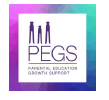 PEGS
PARENTAL EDUCATION
GROWTH SUPPORT